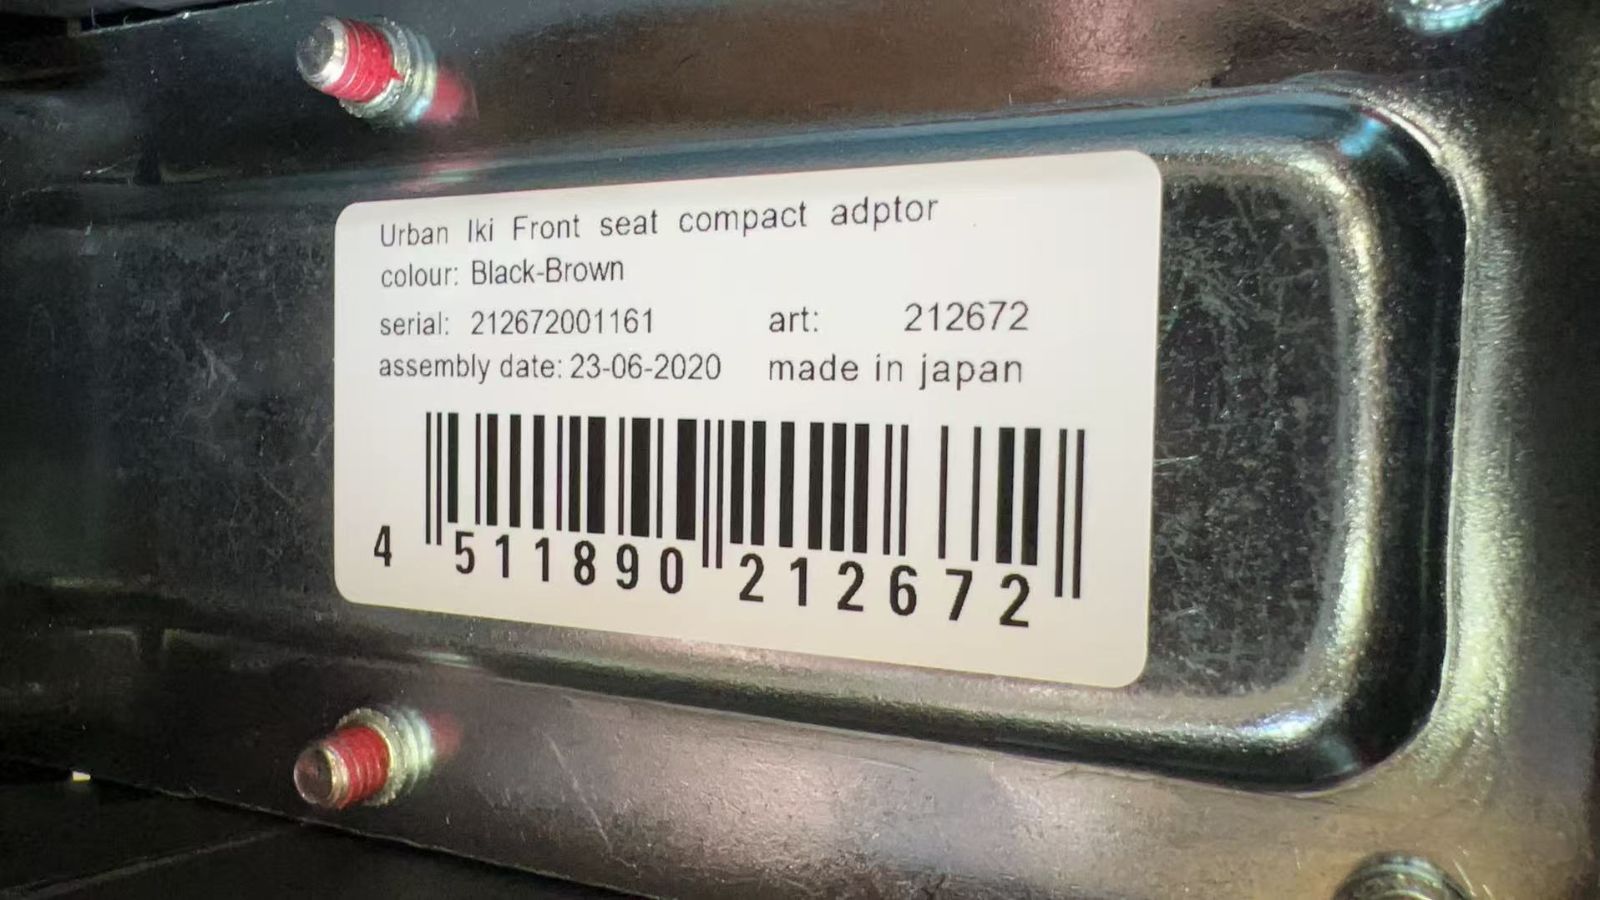 Urban Iki Front seat compact adptor
colour: Black-Brown
serial: 212672001161 art: 212672
assembly date: 23-06-2020 made in japan
4 511890 212672